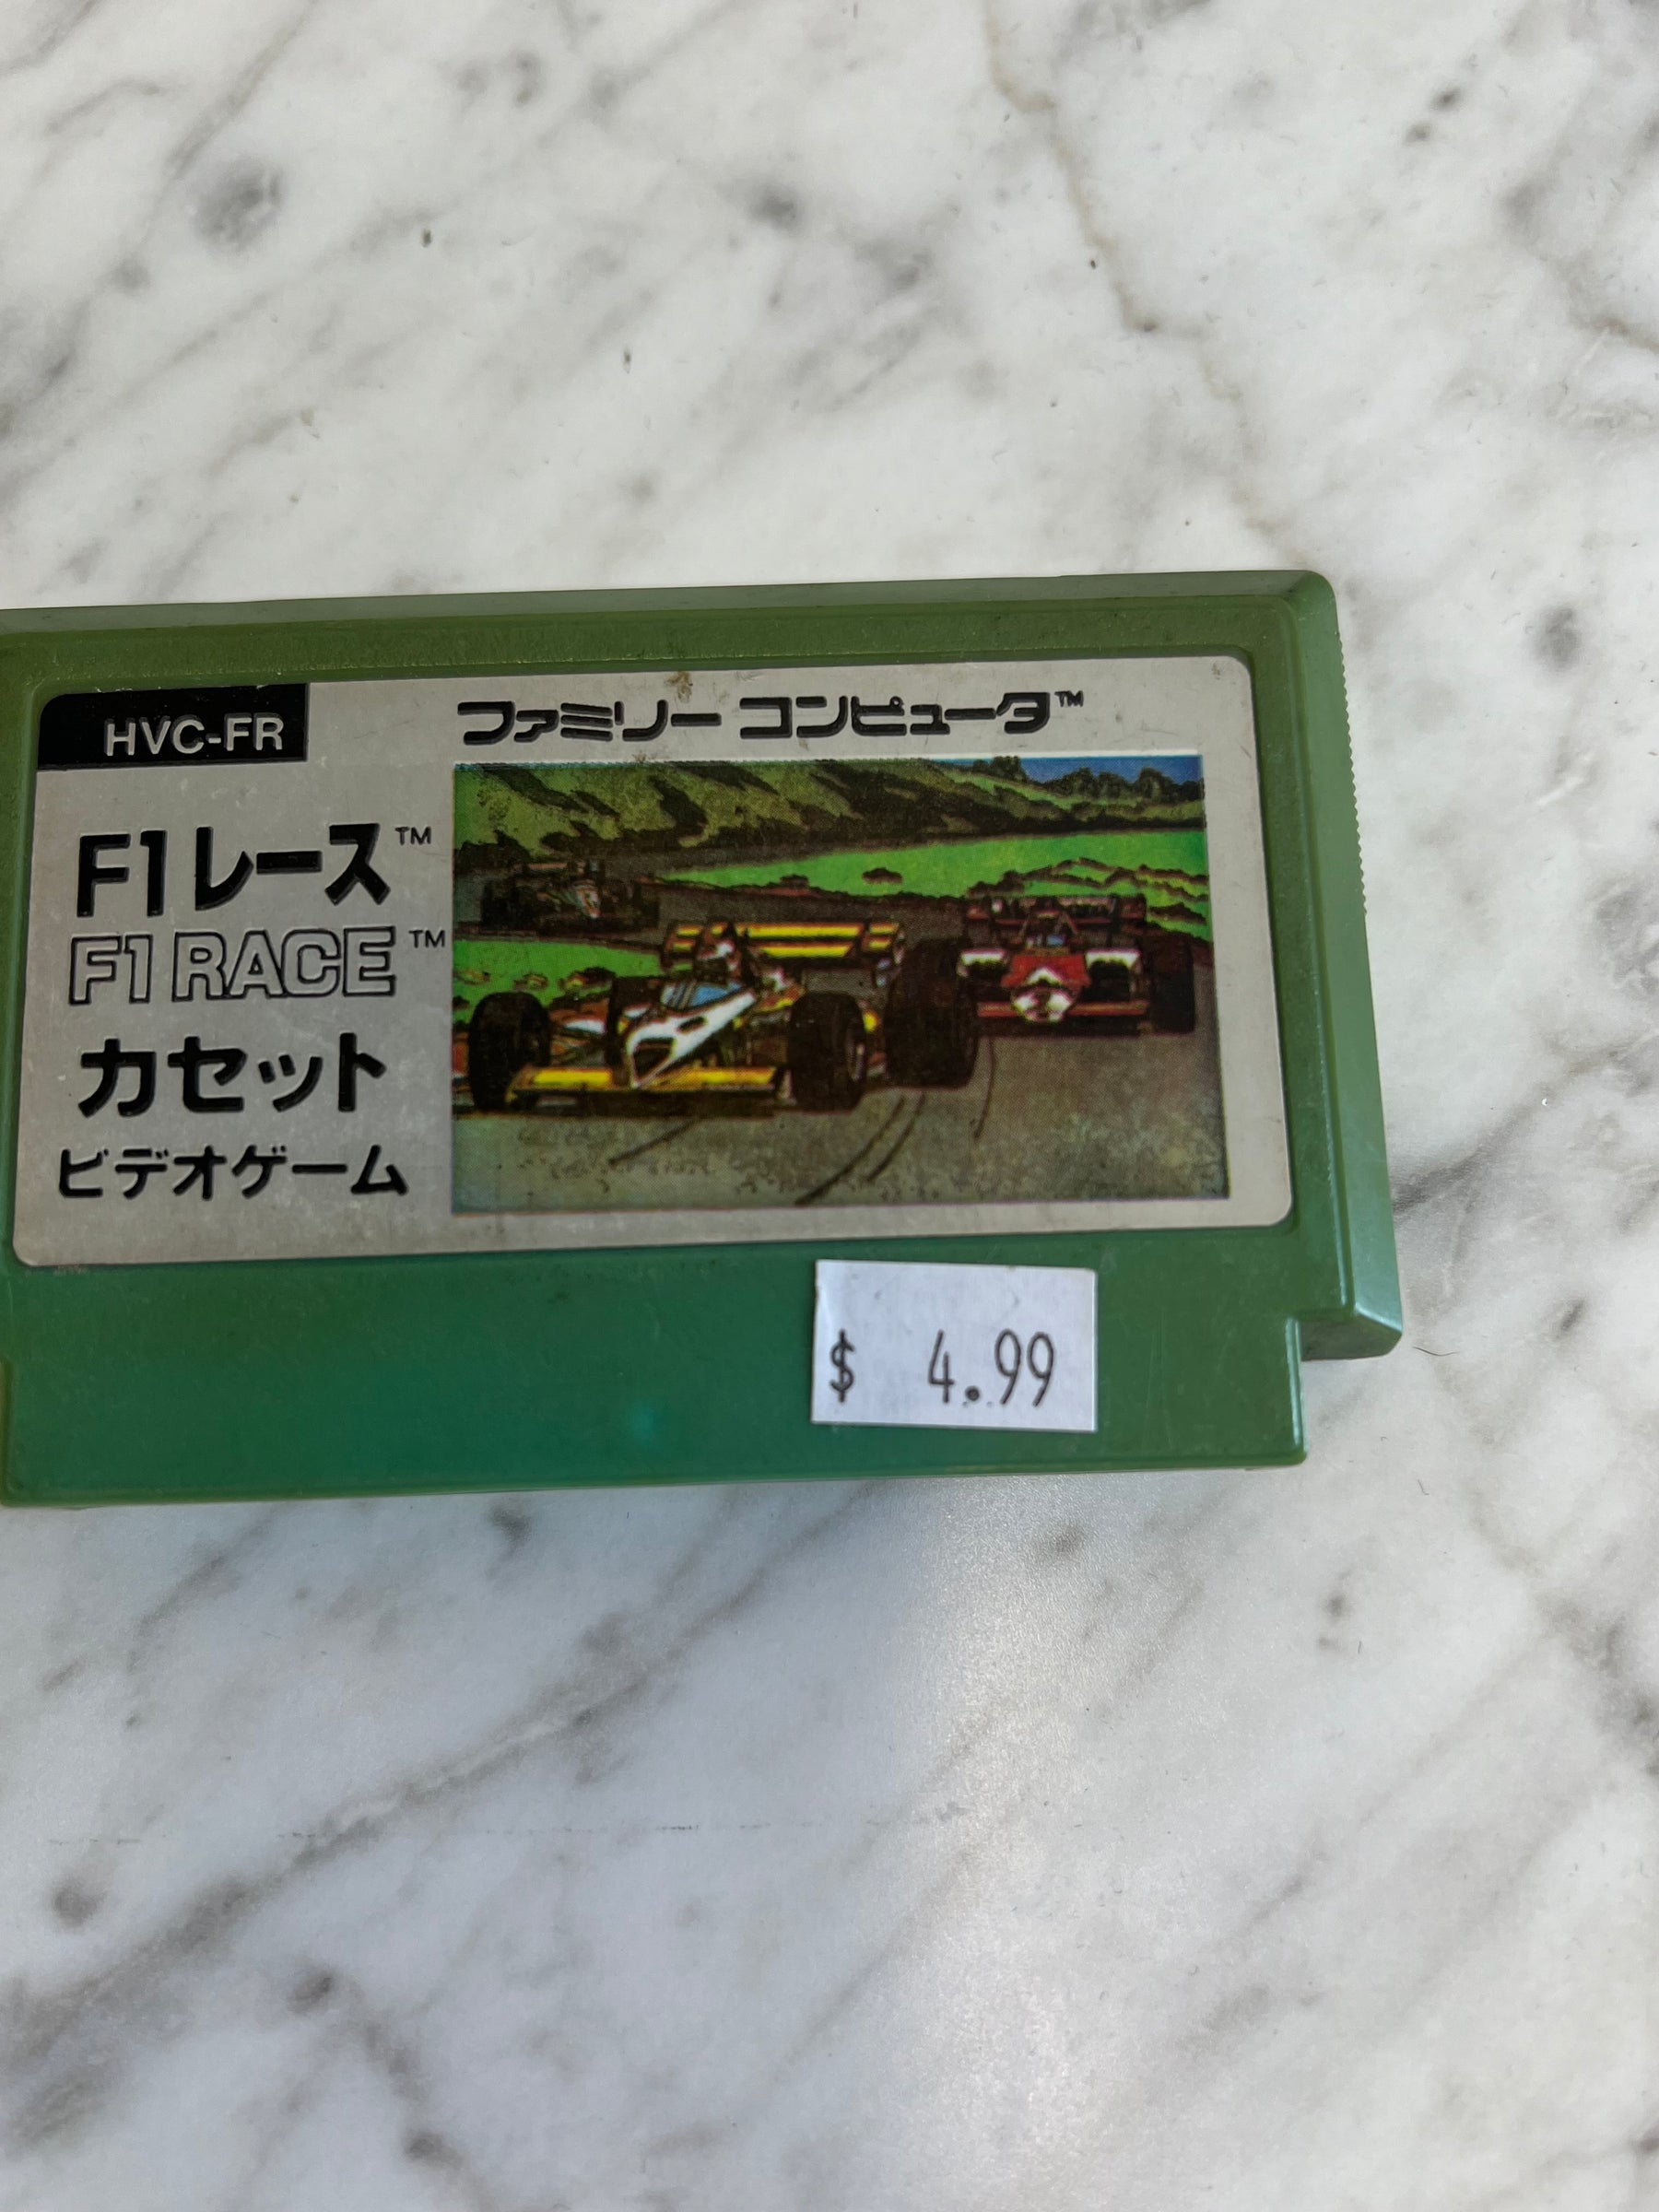 HVC-FR
ファミリー コンピュータ™
F1レース™
F1 RACE™
カセット
ビデオゲーム
$ 4.99